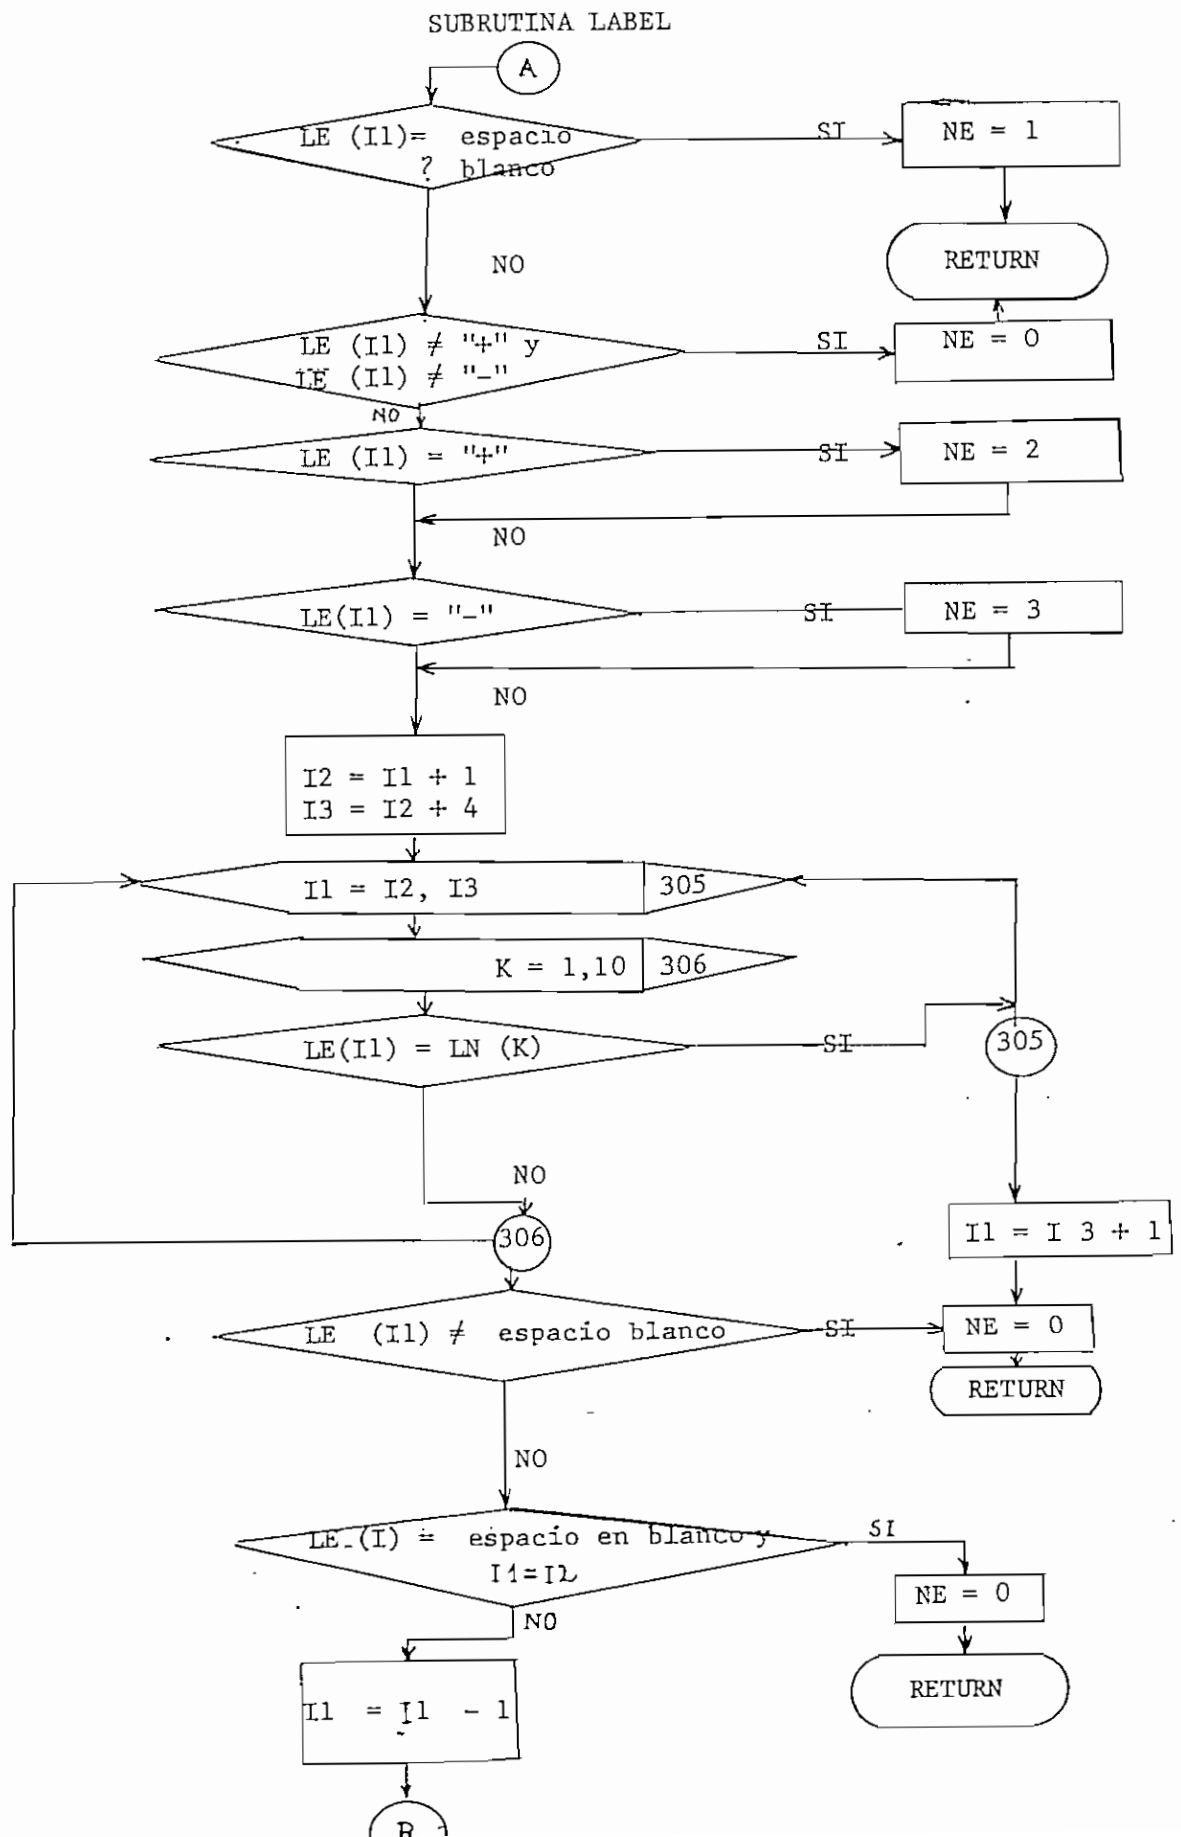 SUBRUTINA LABEL
A
LE (I1)= espacio
? blanco
SI
NE = 1
RETURN
NO
LE (I1) ≠ "+" y
LE (I1) ≠ "-"
SI
NE = 0
NO
LE (I1) = "+"
SI
NE = 2
NO
LE(I1) = "-"
SI
NE = 3
NO
I2 = I1 + 1
I3 = I2 + 4
I1 = I2, I3
305
K = 1,10
306
LE(I1) = LN (K)
SI
305
NO
306
I1 = I 3 + 1
LE (I1) ≠ espacio blanco
SI
NE = 0
RETURN
NO
LE (I) = espacio en blanco y
I1=I2
SI
NE = 0
RETURN
NO
I1 = I1 - 1